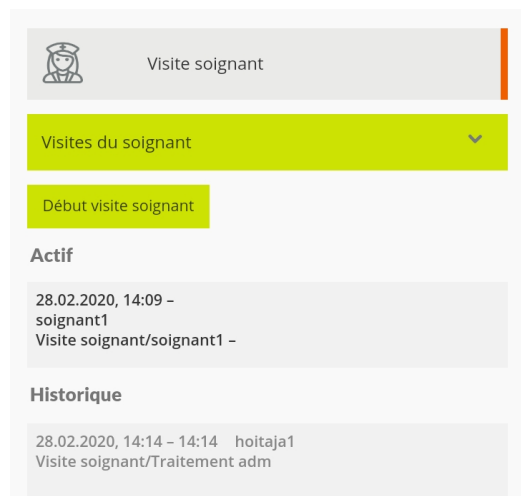 Visite soignant
Visites du soignant
Début visite soignant
Actif
28.02.2020, 14:09 –
soignant1
Visite soignant/soignant1 –
Historique
28.02.2020, 14:14 – 14:14 hoitaja1
Visite soignant/Traitement adm